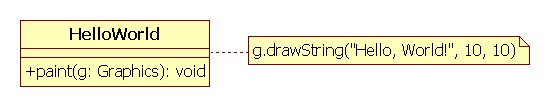 HelloWorld
+paint(g: Graphics): void
g.drawString("Hello, World!", 10, 10)